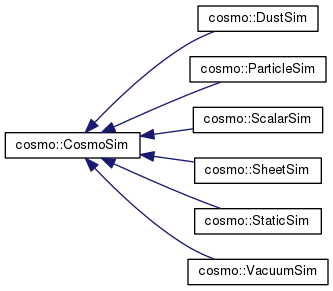 cosmo::DustSim
cosmo::ParticleSim
cosmo::ScalarSim
cosmo::CosmoSim
cosmo::SheetSim
cosmo::StaticSim
cosmo::VacuumSim